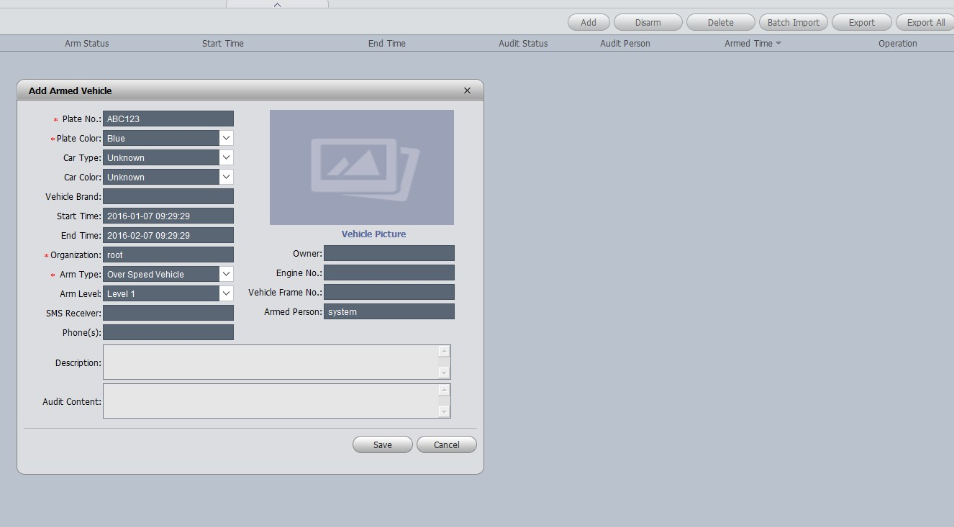 Add Disarm Delete Batch Import Export Export All
Arm Status Start Time End Time Audit Status Audit Person Armed Time Operation
Add Armed Vehicle
* Plate No.: ABC123
* Plate Color: Blue
Car Type: Unknown
Car Color: Unknown
Vehicle Brand:
Start Time: 2016-01-07 09:29:29
End Time: 2016-02-07 09:29:29
* Organization: root
* Arm Type: Over Speed Vehicle
Arm Level: Level 1
SMS Receiver:
Phone(s):
Vehicle Picture
Owner:
Engine No.:
Vehicle Frame No.:
Armed Person: system
Description:
Audit Content:
Save Cancel